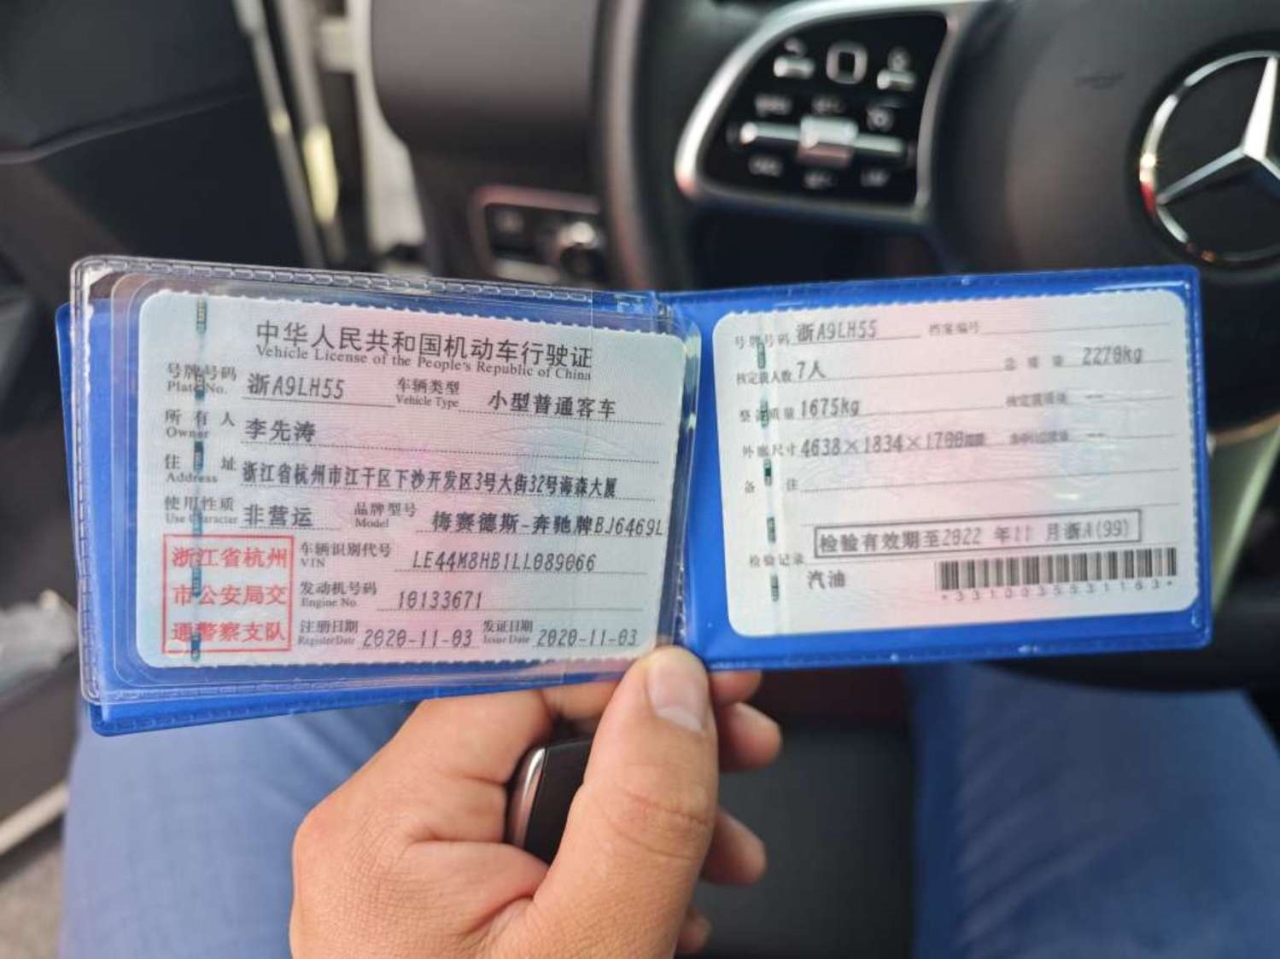 中华人民共和国机动车行驶证
Vehicle License of the People's Republic of China
号牌号码 浙A9LH55 车辆类型 小型普通客车
Plate No. Vehicle Type
所有人 李先涛
Owner
住址 浙江省杭州市江干区下沙开发区3号大街32号海森大厦
Address
使用性质 非营运 品牌型号 梅赛德斯-奔驰牌BJ6469L
Use Character Model
浙江省杭州
市公安局交
通警察支队
车辆识别代号 LE44M8HB1LL089066
VIN
发动机号码 10133671
Engine No.
注册日期 2020-11-03 发证日期 2020-11-03
Register Date Issue Date
号牌号码 浙A9LH55 档案编号
核定载人数 7人 总质量 2270kg
整备质量 1675kg 核定载质量 --
外廓尺寸 4638×1834×1700 --
备注
检验有效期至2022年11月浙A(99)
检验记录
汽油